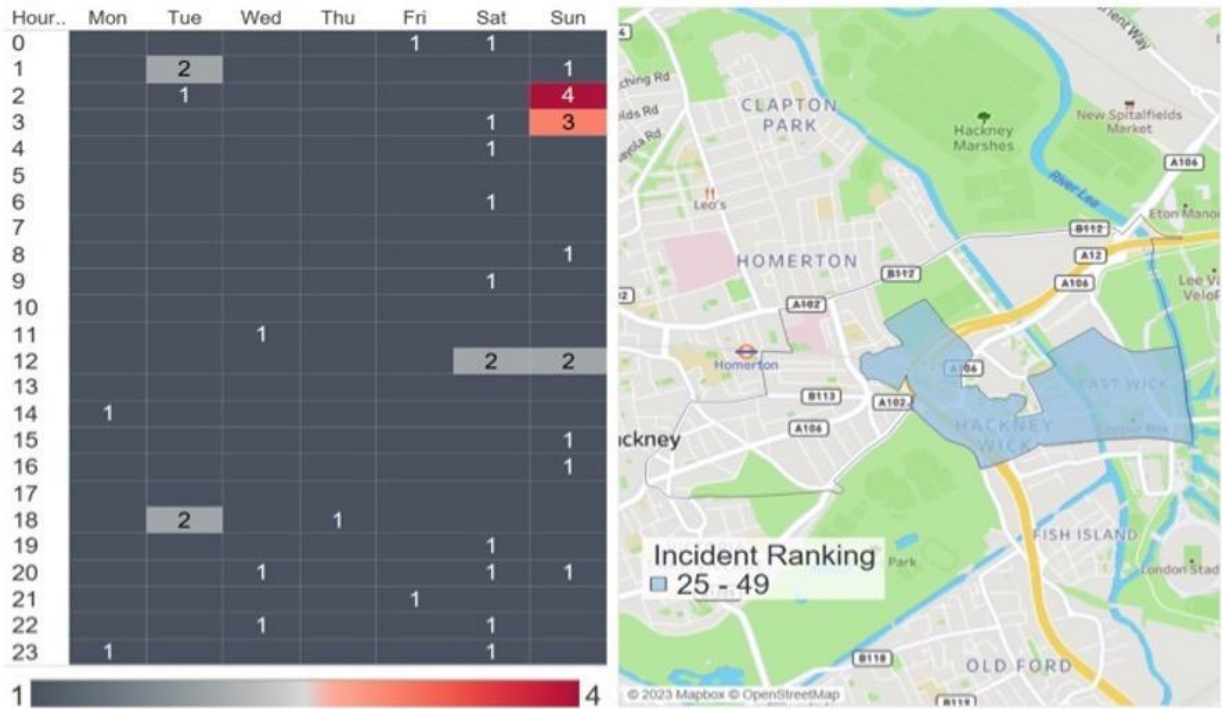 Hour.. Mon Tue Wed Thu Fri Sat Sun
0 1 1
1 2 1
2 1 4
3 1 3
4 1
5
6 1
7
8 1
9 1
10
11 1
12 2 2
13
14 1
15 1
16 1
17
18 2 1
19 1
20 1 1 1
21 1
22 1 1
23 1 1
1 4
CLAPTON
PARK
Hackney
Marshes
New Spitalfields
Market
A106
River Lea
Leo's
Eton Manor
B112
A12
HOMERTON
B112
A106
A102
Homerton
A106
EAST WICK
B113
A102
A106
HACKNEY
WICK
ackney
FISH ISLAND
Incident Ranking
25 - 49
Park
London Stad
B118
OLD FORD
© 2023 Mapbox © OpenStreetMap
B119